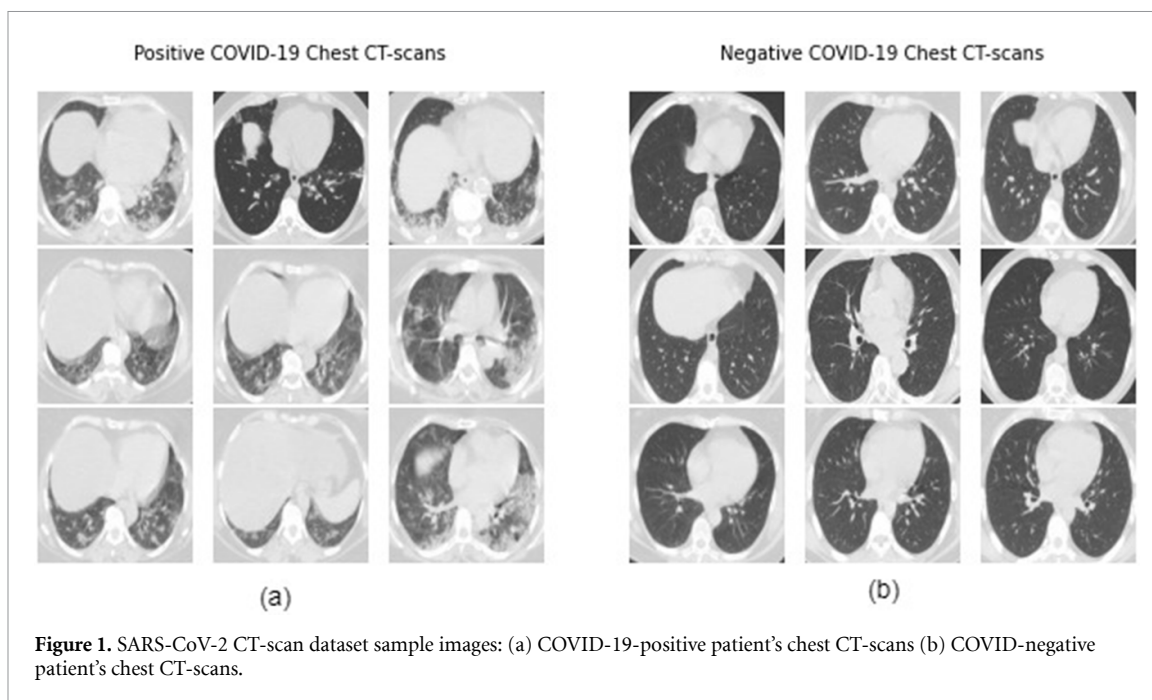 Positive COVID-19 Chest CT-scans
Negative COVID-19 Chest CT-scans
(a)
(b)
Figure 1. SARS-CoV-2 CT-scan dataset sample images: (a) COVID-19-positive patient's chest CT-scans (b) COVID-negative
patient's chest CT-scans.